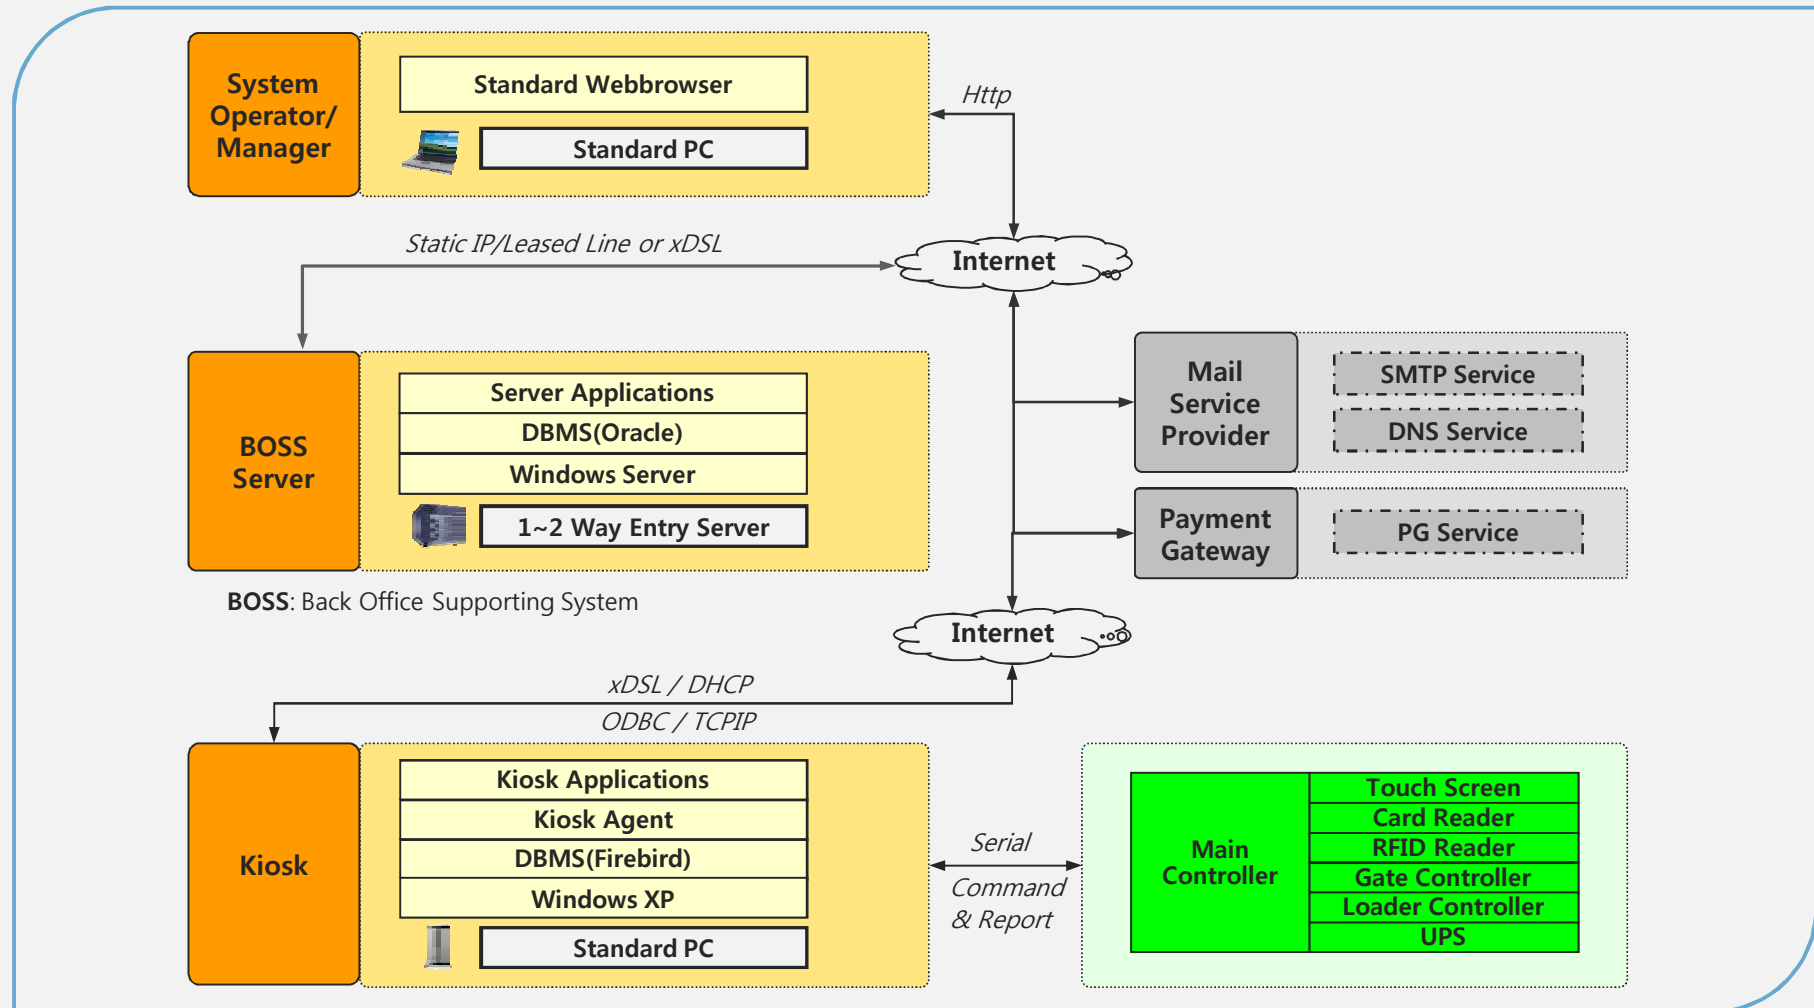 System
Operator/
Manager
Standard Webbrowser
Standard PC
Http
Static IP/Leased Line or xDSL
Internet
BOSS
Server
Server Applications
DBMS(Oracle)
Windows Server
1~2 Way Entry Server
Mail
Service
Provider
SMTP Service
DNS Service
Payment
Gateway
PG Service
BOSS: Back Office Supporting System
Internet
xDSL / DHCP
ODBC / TCPIP
Kiosk
Kiosk Applications
Kiosk Agent
DBMS(Firebird)
Windows XP
Standard PC
Serial
Command
& Report
Main
Controller
Touch Screen
Card Reader
RFID Reader
Gate Controller
Loader Controller
UPS